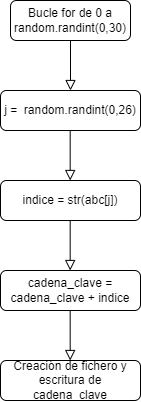 Bucle for de 0 a
random.randint(0,30)
j =  random.randint(0,26)
indice = str(abc[j])
cadena_clave =
cadena_clave + indice
Creación de fichero y
escritura de
cadena_clave